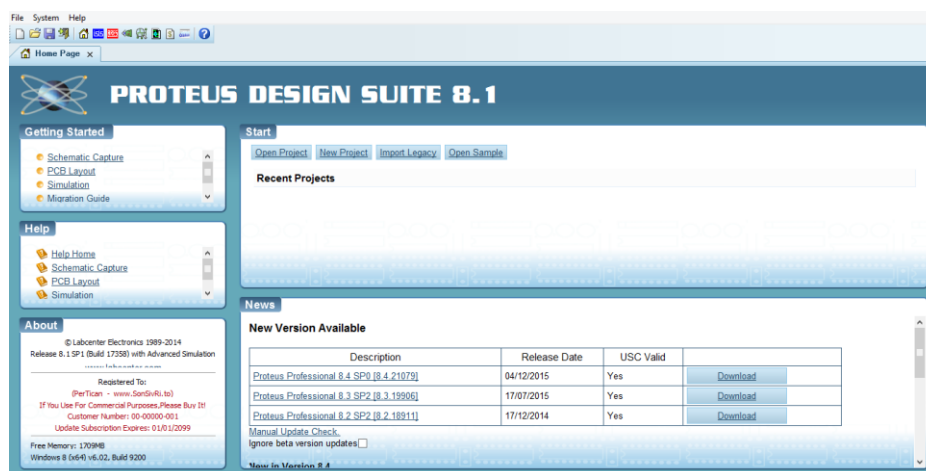 File System Help
Home Page x
PROTEUS DESIGN SUITE 8.1
Getting Started
Schematic Capture
PCB Layout
Simulation
Migration Guide
Help
Help Home
Schematic Capture
PCB Layout
Simulation
About
© Labcenter Electronics 1989-2014
Release 8.1 SP1 (Build 17358) with Advanced Simulation
Registered To:
(PerTican - www.SonSivRi.to)
If You Use For Commercial Purposes,Please Buy It!
Customer Number: 00-00000-001
Update Subscription Expires: 01/01/2099
Free Memory: 1709MB
Windows 8 (x64) v6.02, Build 9200
Start
Open Project New Project Import Legacy Open Sample
Recent Projects
News
New Version Available
Description Release Date USC Valid
Proteus Professional 8.4 SP0 [8.4.21079] 04/12/2015 Yes Download
Proteus Professional 8.3 SP2 [8.3.19906] 17/07/2015 Yes Download
Proteus Professional 8.2 SP2 [8.2.18911] 17/12/2014 Yes Download
Manual Update Check.
Ignore beta version updates
New in Version 8.4